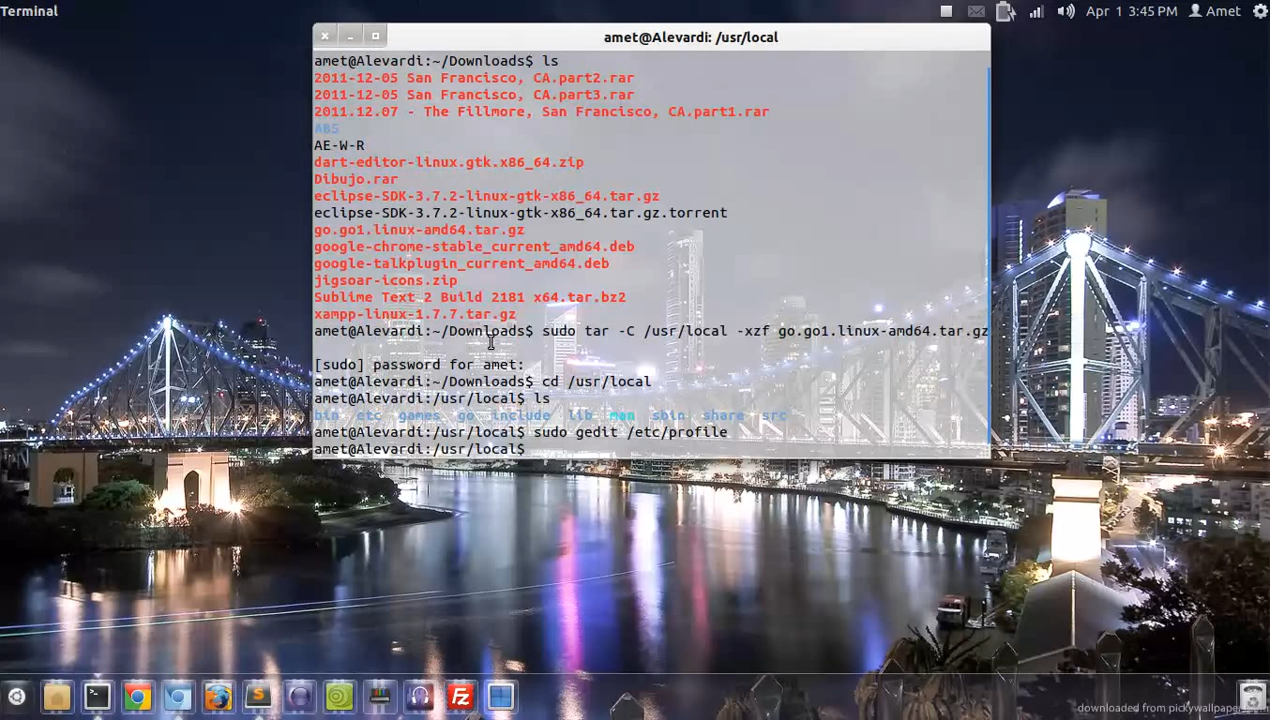 Terminal
Apr 1 3:45 PM Amet
amet@Alevardi: /usr/local
amet@Alevardi:~/Downloads$ ls
2011-12-05 San Francisco, CA.part2.rar
2011-12-05 San Francisco, CA.part3.rar
2011.12.07 - The Fillmore, San Francisco, CA.part1.rar
ABS
AE-W-R
dart-editor-linux.gtk.x86_64.zip
Dibujo.rar
eclipse-SDK-3.7.2-linux-gtk-x86_64.tar.gz
eclipse-SDK-3.7.2-linux-gtk-x86_64.tar.gz.torrent
go.go1.linux-amd64.tar.gz
google-chrome-stable_current_amd64.deb
google-talkplugin_current_amd64.deb
jigsoar-icons.zip
Sublime Text 2 Build 2181 x64.tar.bz2
xampp-linux-1.7.7.tar.gz
amet@Alevardi:~/Downloads$ sudo tar -C /usr/local -xzf go.go1.linux-amd64.tar.gz
[sudo] password for amet:
amet@Alevardi:~/Downloads$ cd /usr/local
amet@Alevardi:/usr/local$ ls
bin etc games go include lib man sbin share src
amet@Alevardi:/usr/local$ sudo gedit /etc/profile
amet@Alevardi:/usr/local$
downloaded from